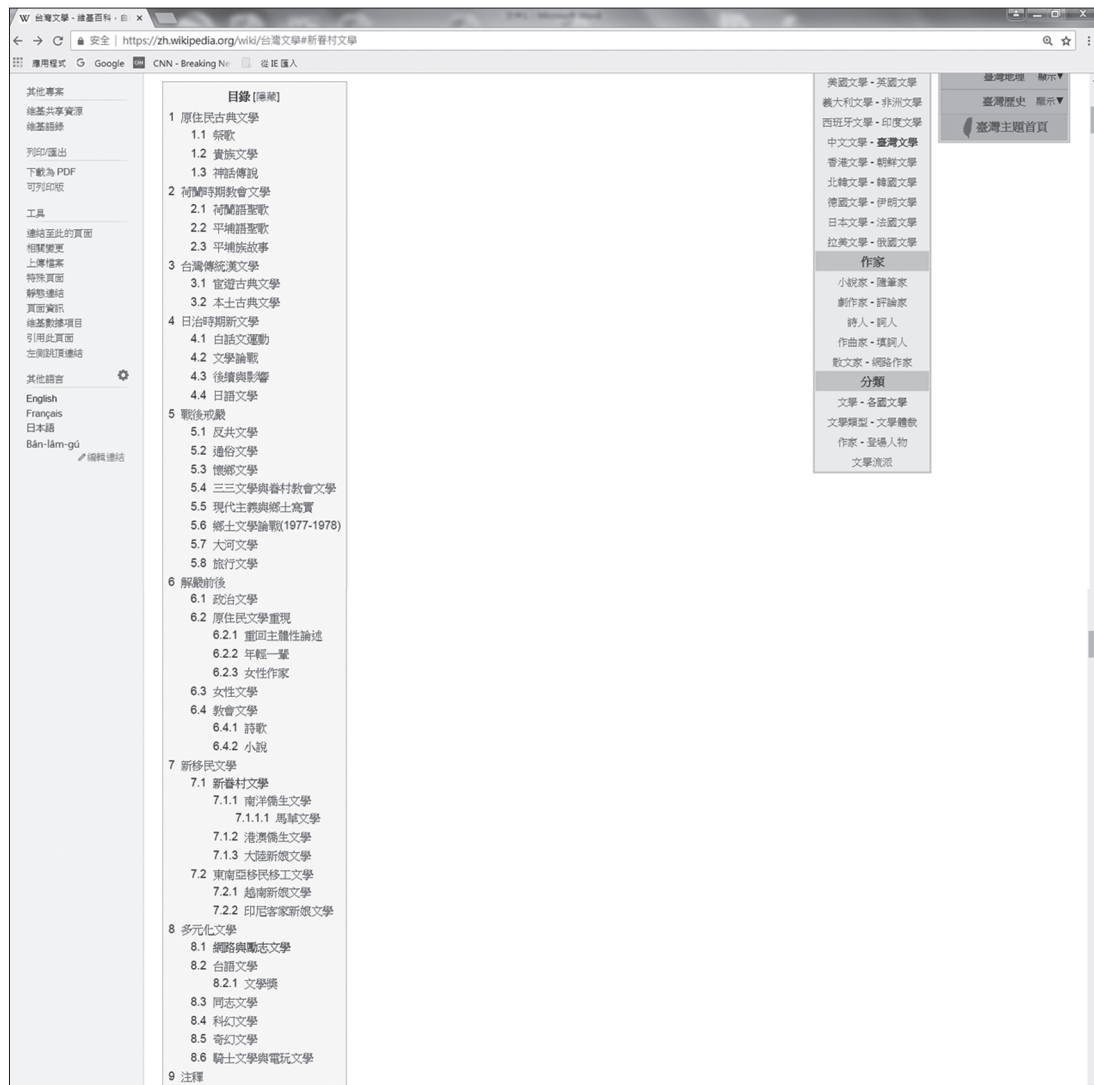 台灣文學 - 維基百科，自
安全 | https://zh.wikipedia.org/wiki/台灣文學#新眷村文學
應用程式 Google CNN - Breaking Ne 從 IE 匯入
其他專案
維基共享資源
維基語錄
列印/匯出
下載為 PDF
可列印版
工具
連結至此的頁面
相關變更
上傳檔案
特殊頁面
靜態連結
頁面資訊
維基數據項目
引用此頁面
左側跳頂連結
其他語言
English
Français
日本語
Bân-lâm-gú
編輯連結
目錄 [隱藏]
1 原住民古典文學
1.1 祭歌
1.2 貴族文學
1.3 神話傳說
2 荷蘭時期教會文學
2.1 荷蘭語聖歌
2.2 平埔語聖歌
2.3 平埔族故事
3 台灣傳統漢文學
3.1 宦遊古典文學
3.2 本土古典文學
4 日治時期新文學
4.1 白話文運動
4.2 文學論戰
4.3 後續與影響
4.4 日語文學
5 戰後戒嚴
5.1 反共文學
5.2 通俗文學
5.3 懷鄉文學
5.4 三三文學與眷村教會文學
5.5 現代主義與鄉土寫實
5.6 鄉土文學論戰(1977-1978)
5.7 大河文學
5.8 旅行文學
6 解嚴前後
6.1 政治文學
6.2 原住民文學重現
6.2.1 重回主體性論述
6.2.2 年輕一輩
6.2.3 女性作家
6.3 女性文學
6.4 教會文學
6.4.1 詩歌
6.4.2 小說
7 新移民文學
7.1 新眷村文學
7.1.1 南洋僑生文學
7.1.1.1 馬華文學
7.1.2 港澳僑生文學
7.1.3 大陸新娘文學
7.2 東南亞移民移工文學
7.2.1 越南新娘文學
7.2.2 印尼客家新娘文學
8 多元化文學
8.1 網路與勵志文學
8.2 台語文學
8.2.1 文學獎
8.3 同志文學
8.4 科幻文學
8.5 奇幻文學
8.6 騎士文學與電玩文學
9 注釋
美國文學 - 英國文學
義大利文學 - 非洲文學
西班牙文學 - 印度文學
中文文學 - 臺灣文學
香港文學 - 朝鮮文學
北韓文學 - 韓國文學
德國文學 - 伊朗文學
日本文學 - 法國文學
拉美文學 - 俄國文學
作家
小說家 - 隨筆家
劇作家 - 評論家
詩人 - 詞人
作曲家 - 填詞人
散文家 - 網路作家
分類
文學 - 各國文學
文學類型 - 文學體裁
作家 - 登場人物
文學流派
臺灣地理 顯示▼
臺灣歷史 顯示▼
臺灣主題首頁